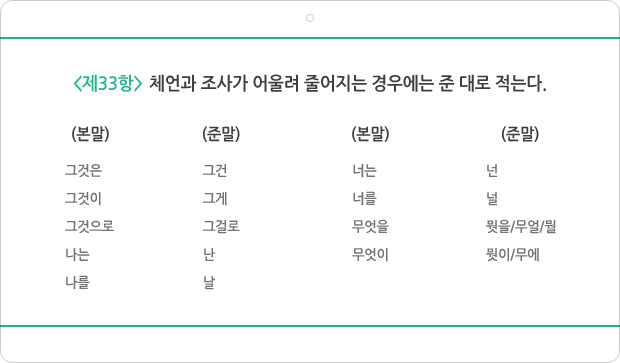 <제33항> 체언과 조사가 어울려 줄어지는 경우에는 준 대로 적는다.
(본말) (준말) (본말) (준말)
그것은 그건 너는 넌
그것이 그게 너를 널
그것으로 그걸로 무엇을 뭣을/무얼/뭘
나는 난 무엇이 뭣이/무에
나를 날